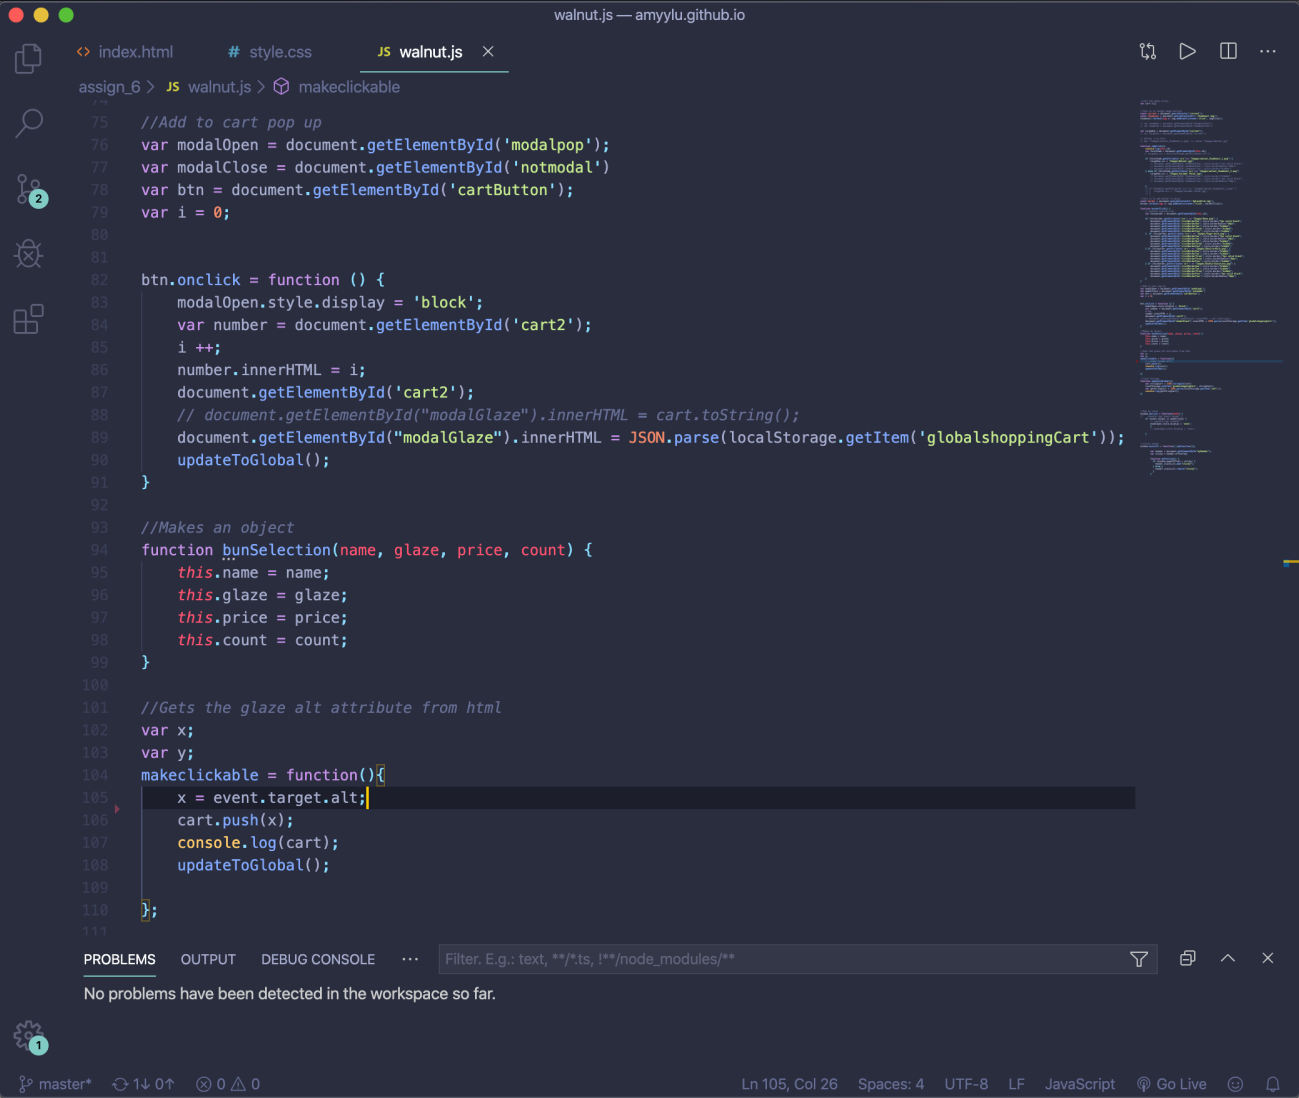 walnut.js — amyylu.github.io
<> index.html # style.css JS walnut.js
assign_6 > JS walnut.js > makeclickable
74
75 //Add to cart pop up
76 var modalOpen = document.getElementById('modalpop');
77 var modalClose = document.getElementById('notmodal')
78 var btn = document.getElementById('cartButton');
79 var i = 0;
80
81
82 btn.onclick = function () {
83 modalOpen.style.display = 'block';
84 var number = document.getElementById('cart2');
85 i ++;
86 number.innerHTML = i;
87 document.getElementById('cart2');
88 // document.getElementById("modalGlaze").innerHTML = cart.toString();
89 document.getElementById("modalGlaze").innerHTML = JSON.parse(localStorage.getItem('globalshoppingCart'));
90 updateToGlobal();
91 }
92
93 //Makes an object
94 function bunSelection(name, glaze, price, count) {
95 this.name = name;
96 this.glaze = glaze;
97 this.price = price;
98 this.count = count;
99 }
100
101 //Gets the glaze alt attribute from html
102 var x;
103 var y;
104 makeclickable = function(){
105 x = event.target.alt;
106 cart.push(x);
107 console.log(cart);
108 updateToGlobal();
109
110 };
111
2
PROBLEMS OUTPUT DEBUG CONSOLE ··· Filter. E.g.: text, **/*.ts, !**/node_modules/**
No problems have been detected in the workspace so far.
1
master* 1↓ 0↑ 0 0 Ln 105, Col 26 Spaces: 4 UTF-8 LF JavaScript Go Live